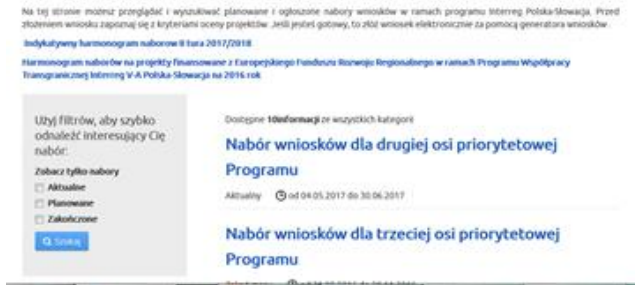 Na tej stronie możesz przeglądać i wyszukiwać planowane i ogłoszone nabory wniosków w ramach programu Interreg Polska-Słowacja. Przed
złożeniem wniosku zapoznaj się z kryteriami oceny projektów. Jeśli jesteś gotowy, to złóż wniosek elektronicznie za pomocą generatora wniosków.
Indykatywny harmonogram naborow II tura 2017/2018
Harmonogram naborów na projekty finansowane z Europejskiego Funduszu Rozwoju Regionalnego w ramach Programu Współpracy
Transgranicznej Interreg V-A Polska-Słowacja na 2016 rok
Użyj filtrów, aby szybko
odnaleźć interesujący Cię
nabór:
Zobacz tylko nabory
Aktualne
Planowane
Zakończone
Szukaj
Dostępne 10informacji ze wszystkich kategorii
Nabór wniosków dla drugiej osi priorytetowej
Programu
Aktualny od 04.05.2017 do 30.06.2017
Nabór wniosków dla trzeciej osi priorytetowej
Programu